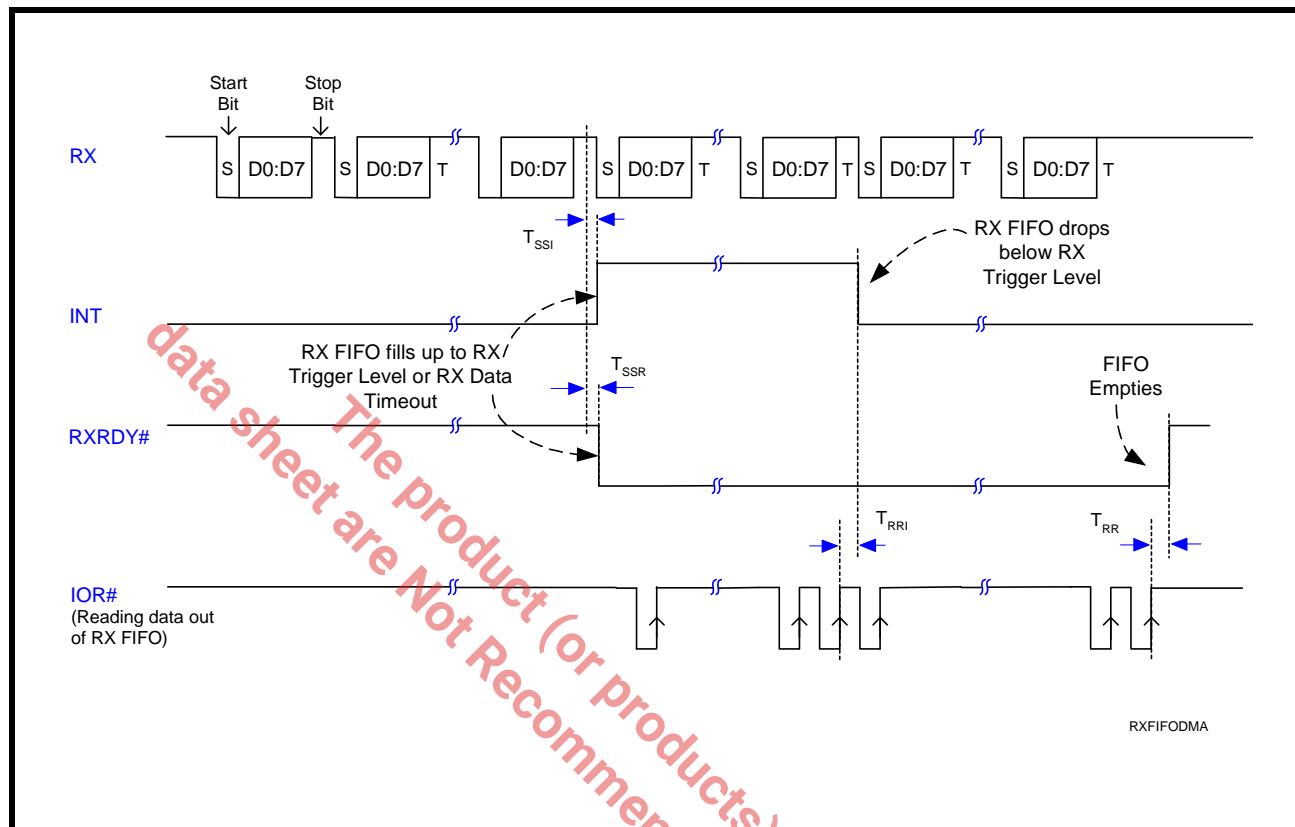 Start
Bit
Stop
Bit
RX
S D0:D7 S D0:D7 T D0:D7 S D0:D7 T S D0:D7 T S D0:D7 T S D0:D7 T
TSSI
RX FIFO drops
below RX
Trigger Level
INT
RX FIFO fills up to RX
Trigger Level or RX Data
Timeout
TSSR
FIFO
Empties
RXRDY#
TRRI
TRR
IOR#
(Reading data out
of RX FIFO)
RXFIFODMA
The product (or products)
data sheet are Not Recommen